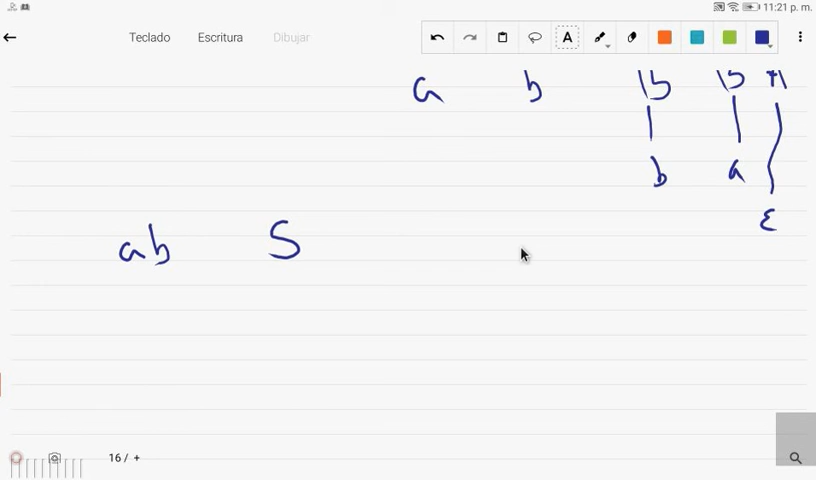 11:21 p. m.
Teclado Escritura Dibujar A
a b B B A
b a
ε
ab S
16 / +